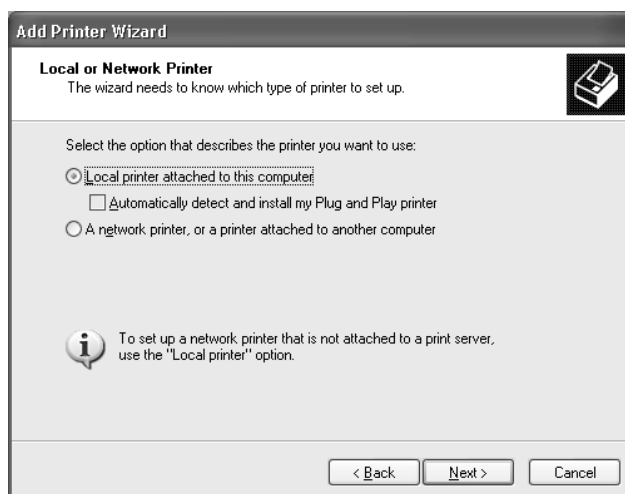 Add Printer Wizard
Local or Network Printer
The wizard needs to know which type of printer to set up.
Select the option that describes the printer you want to use:
Local printer attached to this computer
Automatically detect and install my Plug and Play printer
A network printer, or a printer attached to another computer
To set up a network printer that is not attached to a print server,
use the "Local printer" option.
< Back
Next >
Cancel